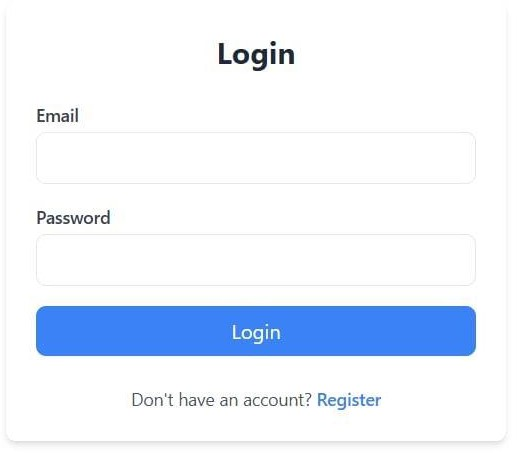 Login
Email
Password
Login
Don't have an account? Register